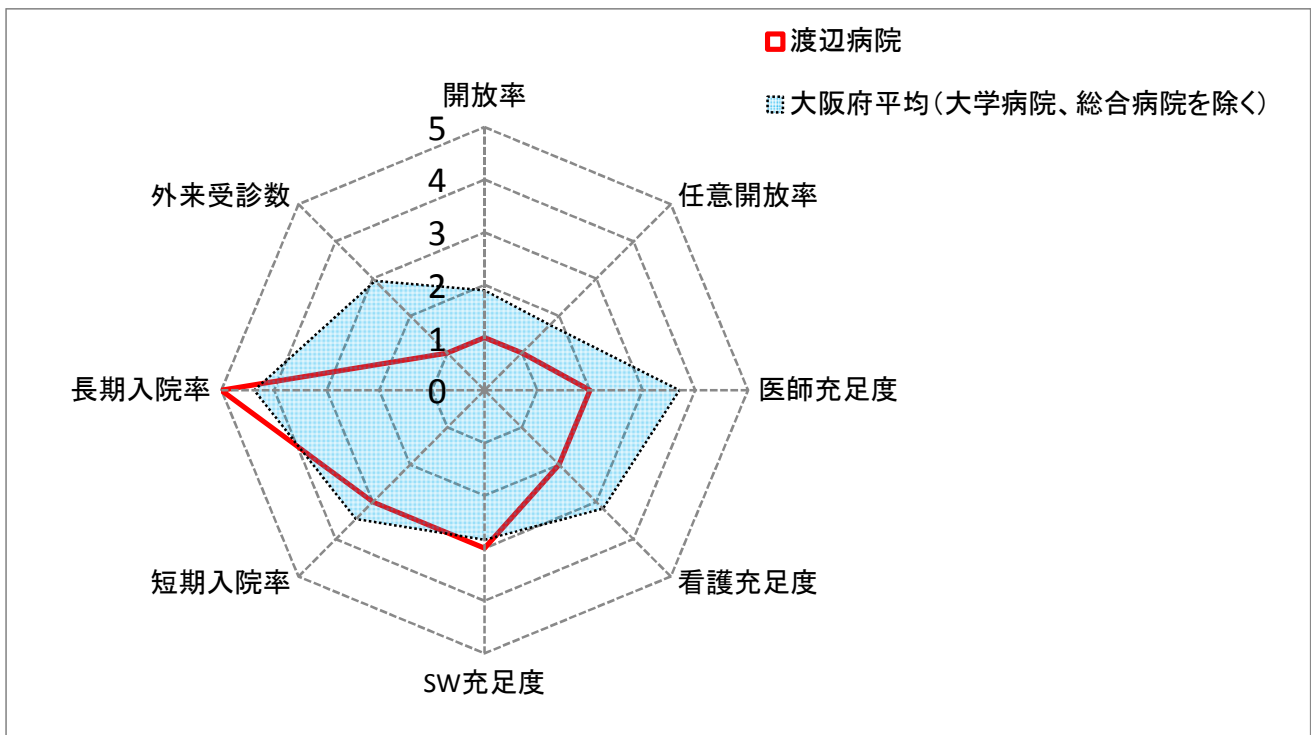 渡辺病院
大阪府平均（大学病院、総合病院を除く）
開放率
任意開放率
医師充足度
看護充足度
SW充足度
短期入院率
長期入院率
外来受診数
5
4
3
2
1
0